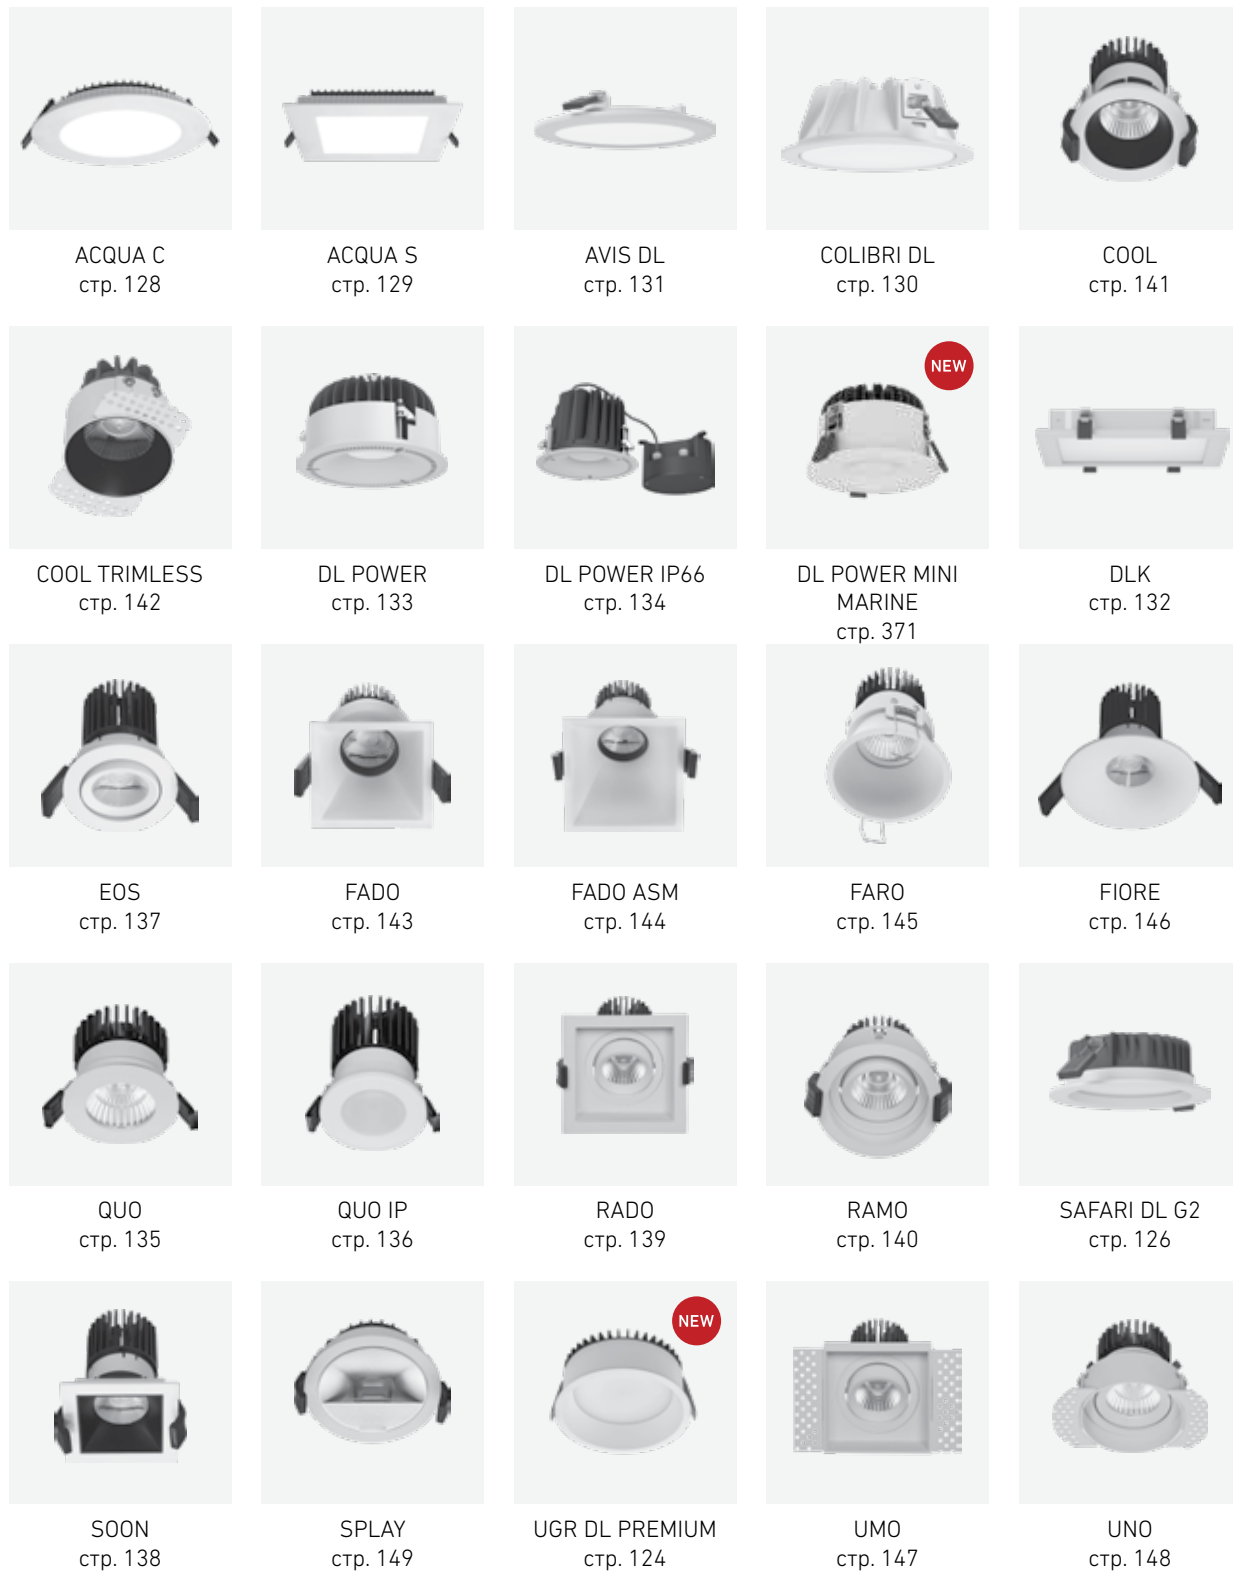 ACQUA C
стр. 128
ACQUA S
стр. 129
AVIS DL
стр. 131
COLIBRI DL
стр. 130
COOL
стр. 141
NEW
COOL TRIMLESS
стр. 142
DL POWER
стр. 133
DL POWER IP66
стр. 134
DL POWER MINI
MARINE
стр. 371
DLK
стр. 132
EOS
стр. 137
FADO
стр. 143
FADO ASM
стр. 144
FARO
стр. 145
FIORE
стр. 146
QUO
стр. 135
QUO IP
стр. 136
RADO
стр. 139
RAMO
стр. 140
SAFARI DL G2
стр. 126
NEW
SOON
стр. 138
SPLAY
стр. 149
UGR DL PREMIUM
стр. 124
UMO
стр. 147
UNO
стр. 148